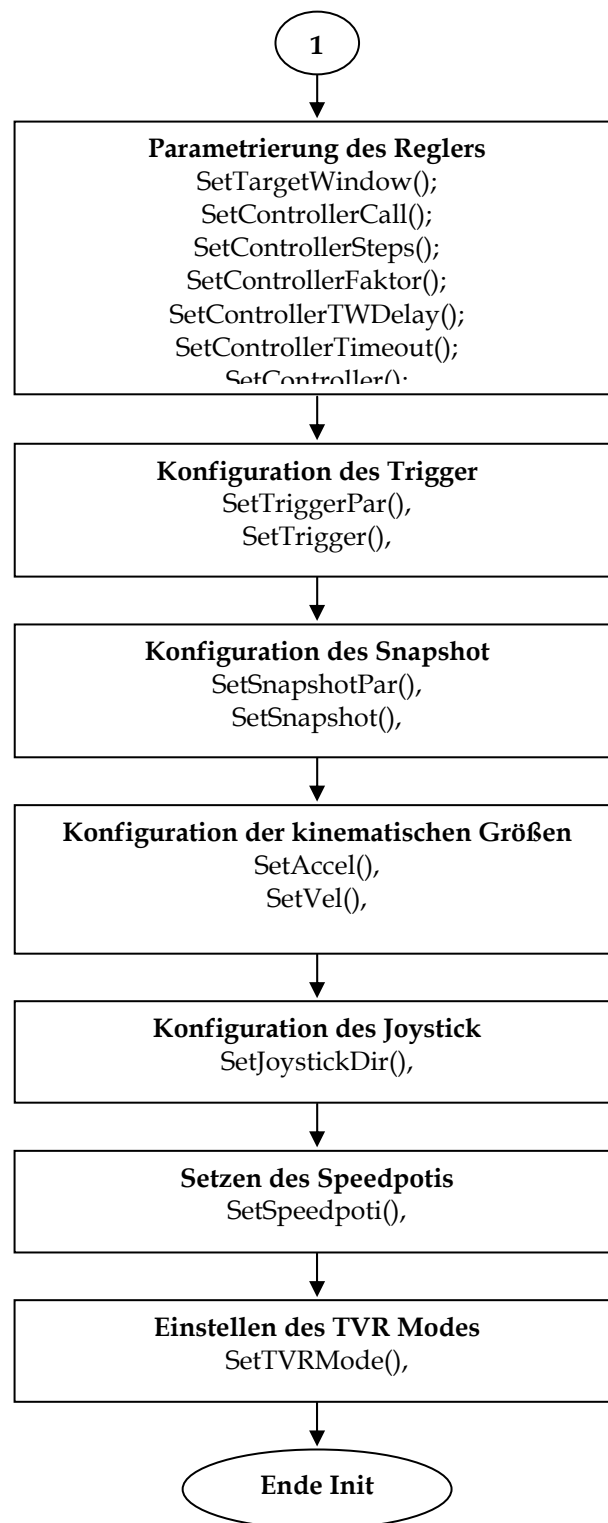 1
Parametrierung des Reglers
SetTargetWindow();
SetControllerCall();
SetControllerSteps();
SetControllerFaktor();
SetControllerTWDelay();
SetControllerTimeout();
SetController();
Konfiguration des Trigger
SetTriggerPar(),
SetTrigger(),
Konfiguration des Snapshot
SetSnapshotPar(),
SetSnapshot(),
Konfiguration der kinematischen Größen
SetAccel(),
SetVel(),
Konfiguration des Joystick
SetJoystickDir(),
Setzen des Speedpotis
SetSpeedpoti(),
Einstellen des TVR Modes
SetTVRMode(),
Ende Init